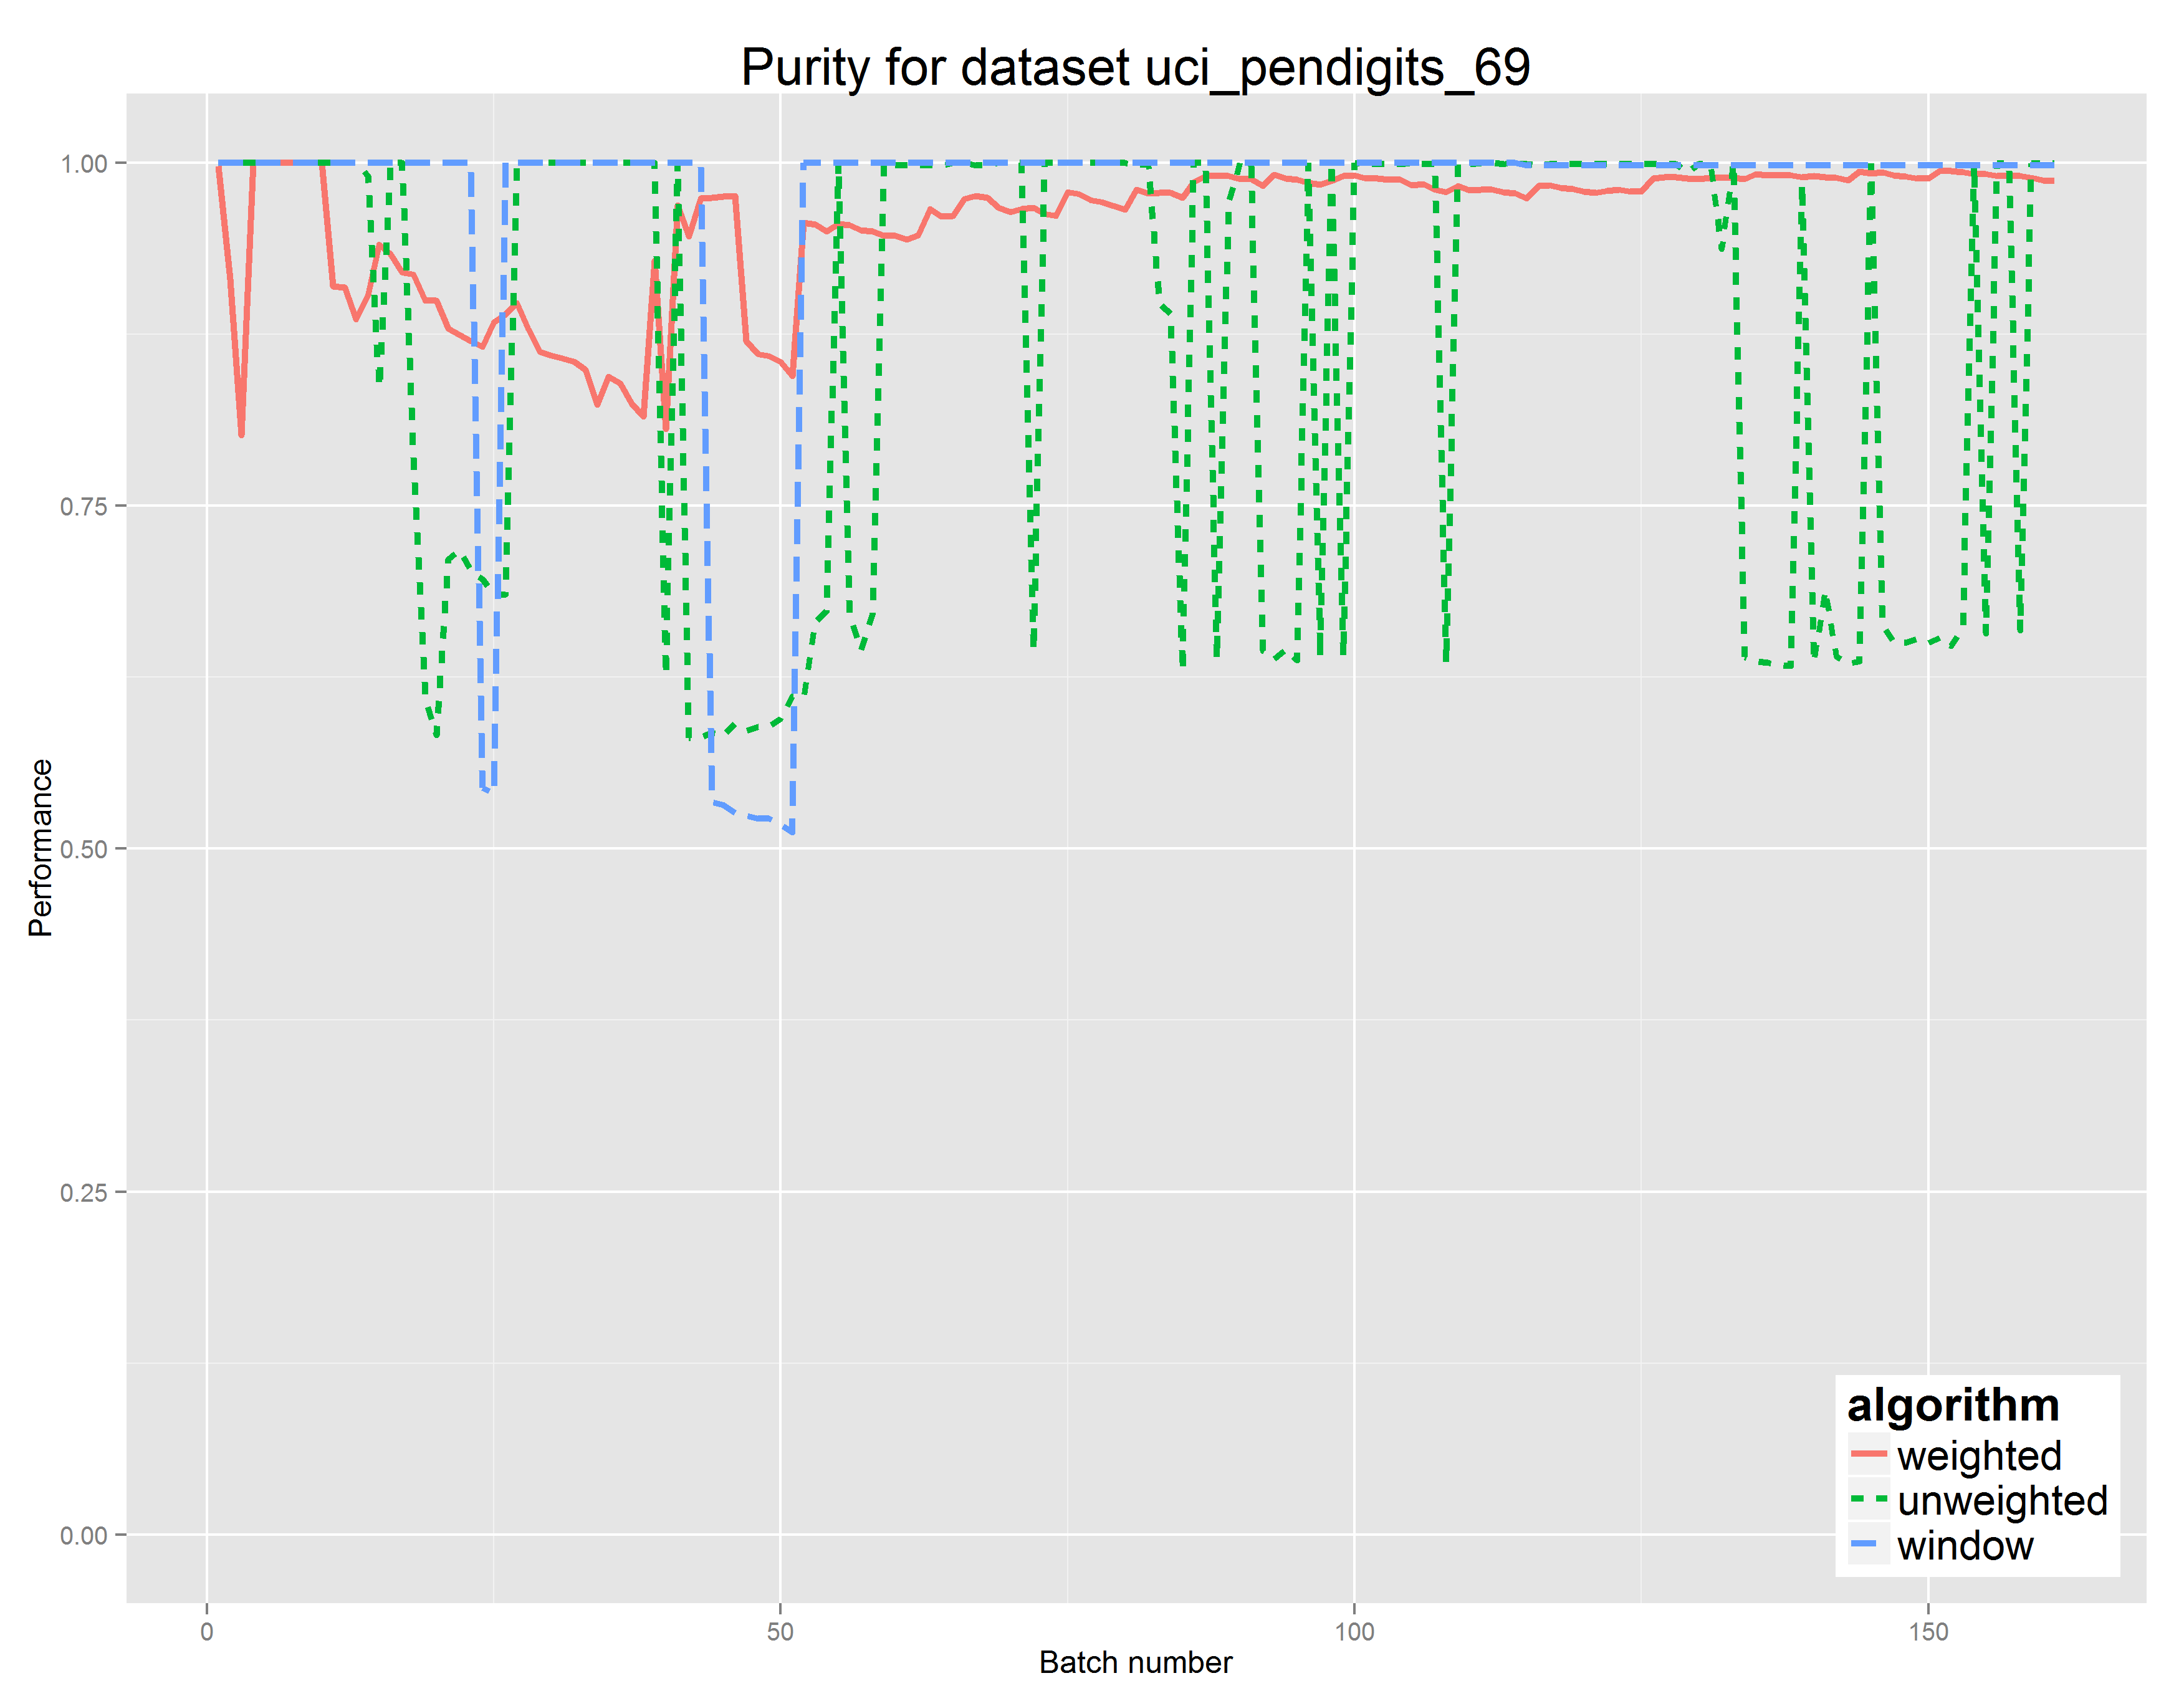 Purity for dataset uci_pendigits_69
1.00
0.75
0.50
0.25
0.00
Performance
0
50
100
150
Batch number
algorithm
weighted
unweighted
window